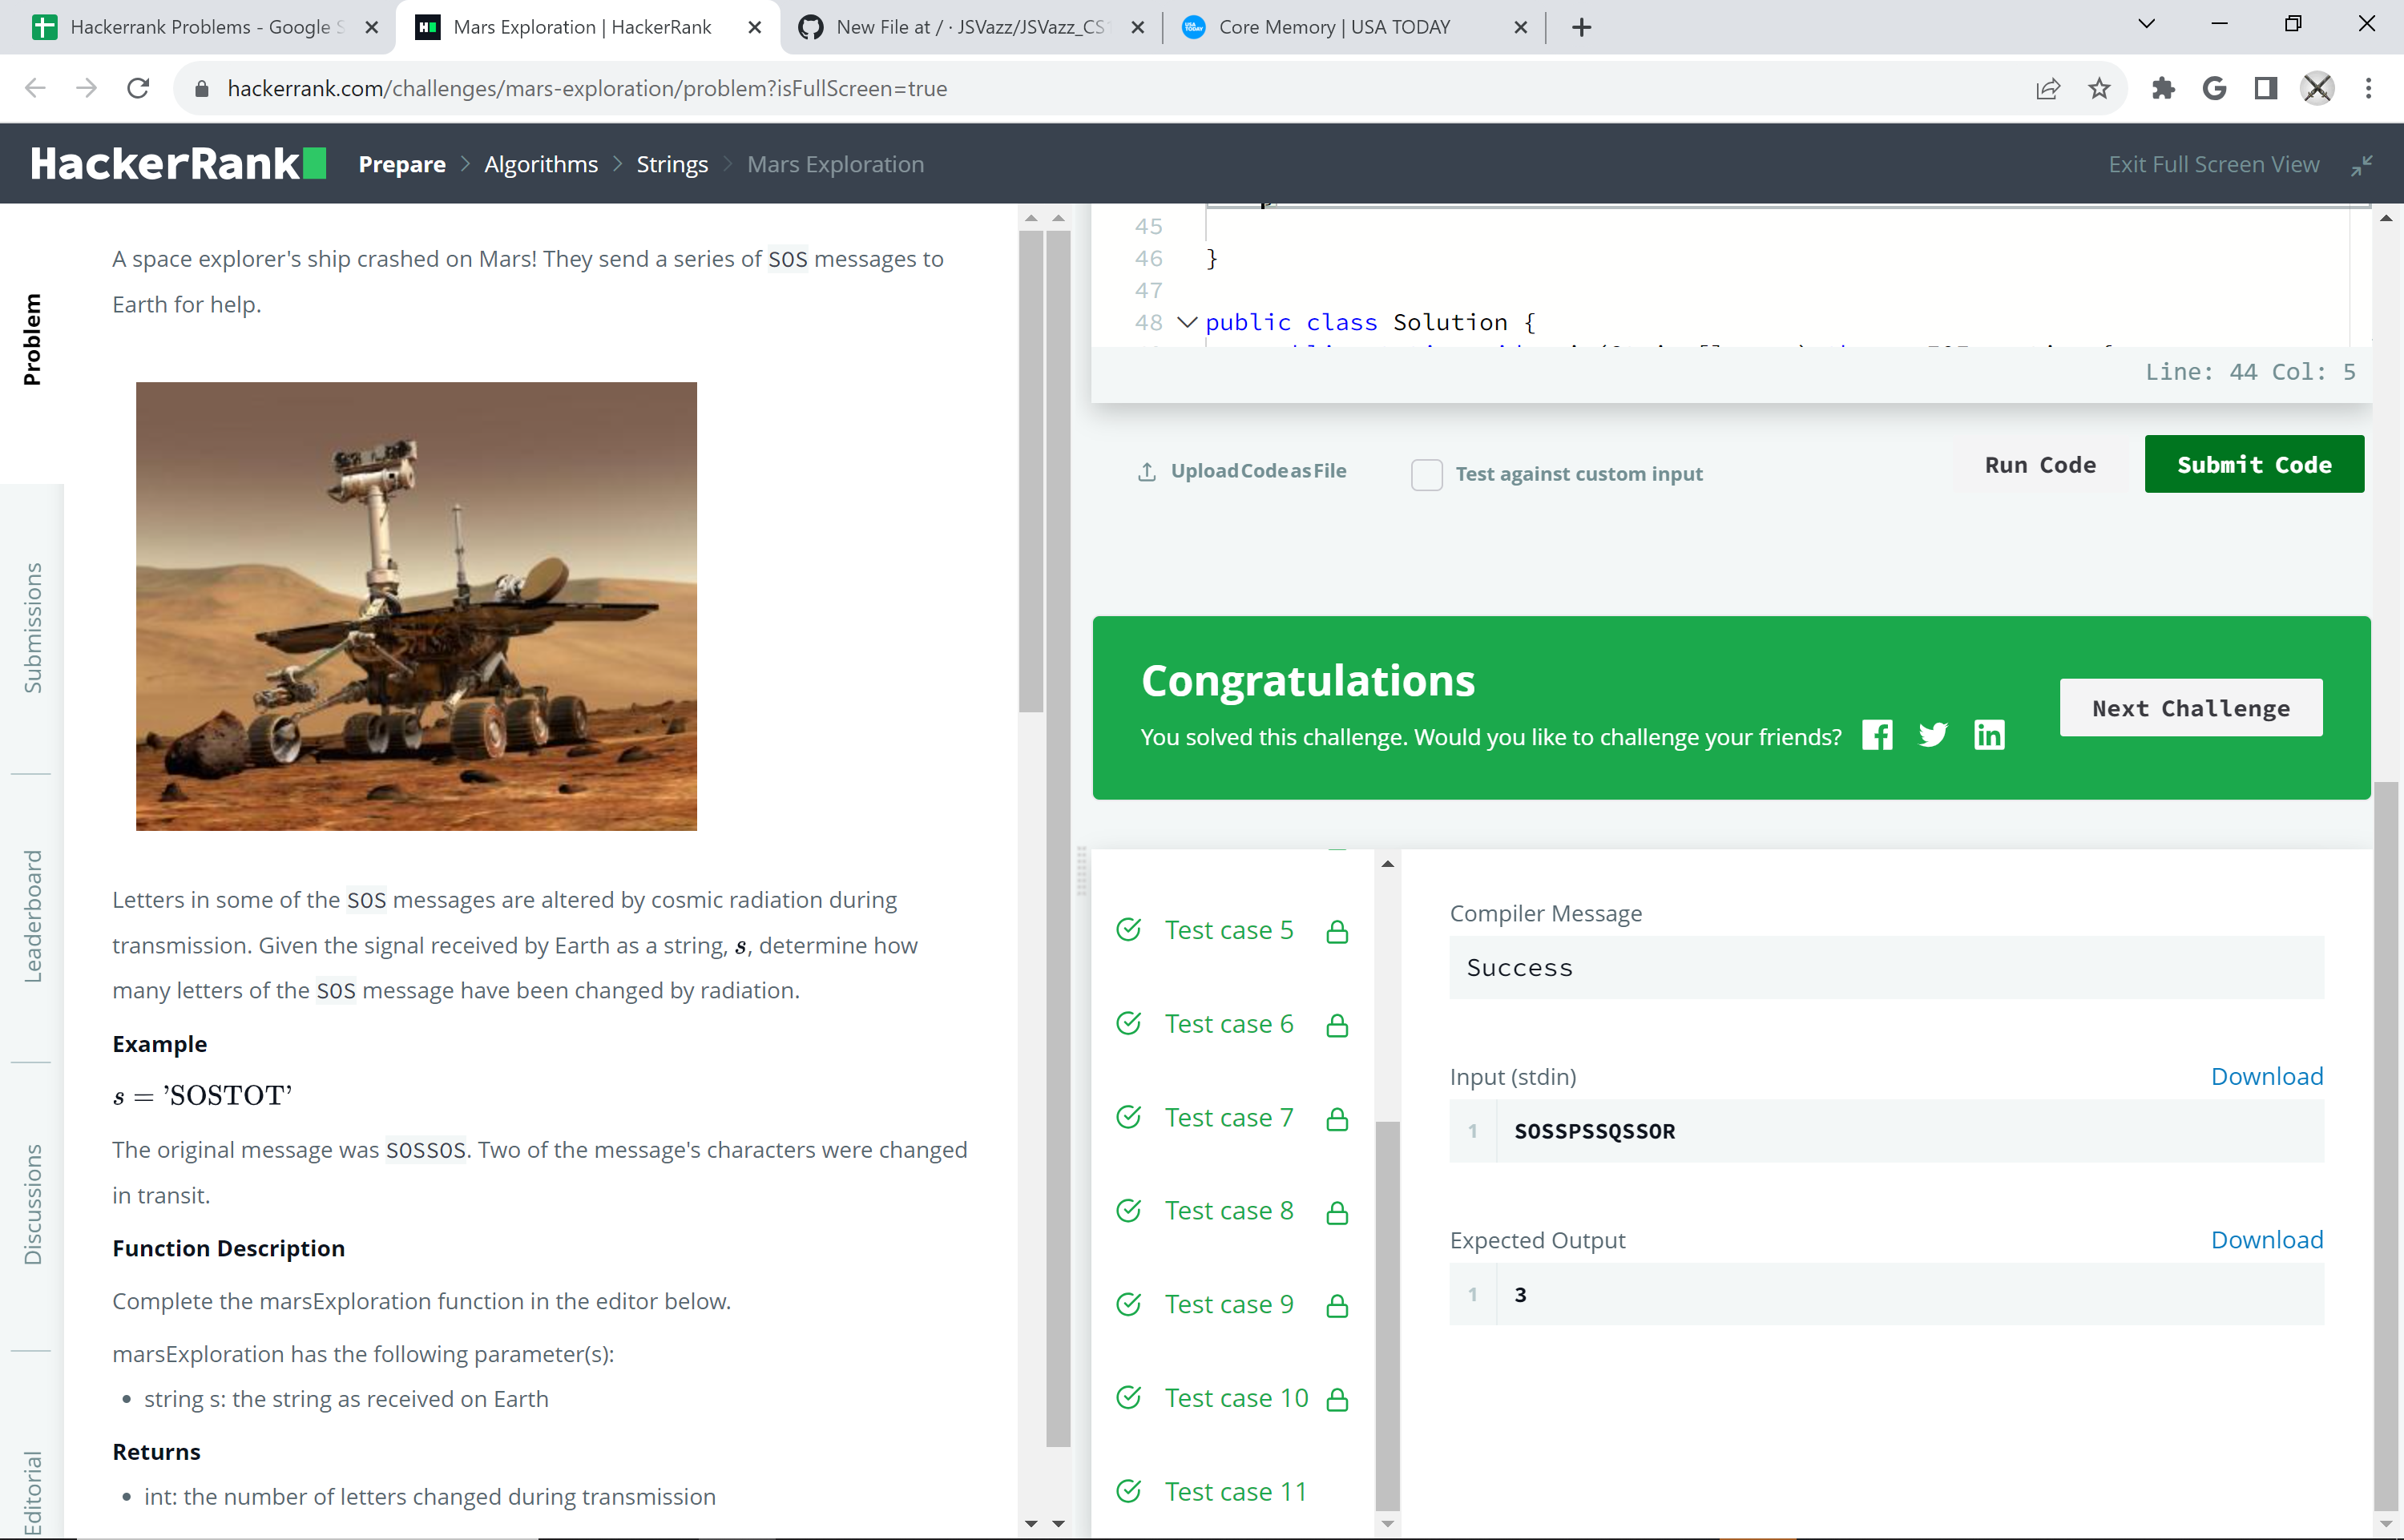 Hackerrank Problems - Google S
Mars Exploration | HackerRank
New File at / · JSVazz/JSVazz_CS
Core Memory | USA TODAY
hackerrank.com/challenges/mars-exploration/problem?isFullScreen=true
HackerRank
Prepare > Algorithms > Strings > Mars Exploration
Exit Full Screen View
Problem
Submissions
Leaderboard
Discussions
Editorial
A space explorer's ship crashed on Mars! They send a series of SOS messages to
Earth for help.
Letters in some of the SOS messages are altered by cosmic radiation during
transmission. Given the signal received by Earth as a string, s, determine how
many letters of the SOS message have been changed by radiation.
Example
s = 'SOSTOT'
The original message was SOSSOS. Two of the message's characters were changed
in transit.
Function Description
Complete the marsExploration function in the editor below.
marsExploration has the following parameter(s):
• string s: the string as received on Earth
Returns
• int: the number of letters changed during transmission
45
46 }
47
48 public class Solution {
Line: 44 Col: 5
Upload Code as File
Test against custom input
Run Code
Submit Code
Congratulations
You solved this challenge. Would you like to challenge your friends?
Next Challenge
Test case 5
Test case 6
Test case 7
Test case 8
Test case 9
Test case 10
Test case 11
Compiler Message
Success
Input (stdin)
Download
1 SOSSPSSQSSOR
Expected Output
Download
1 3